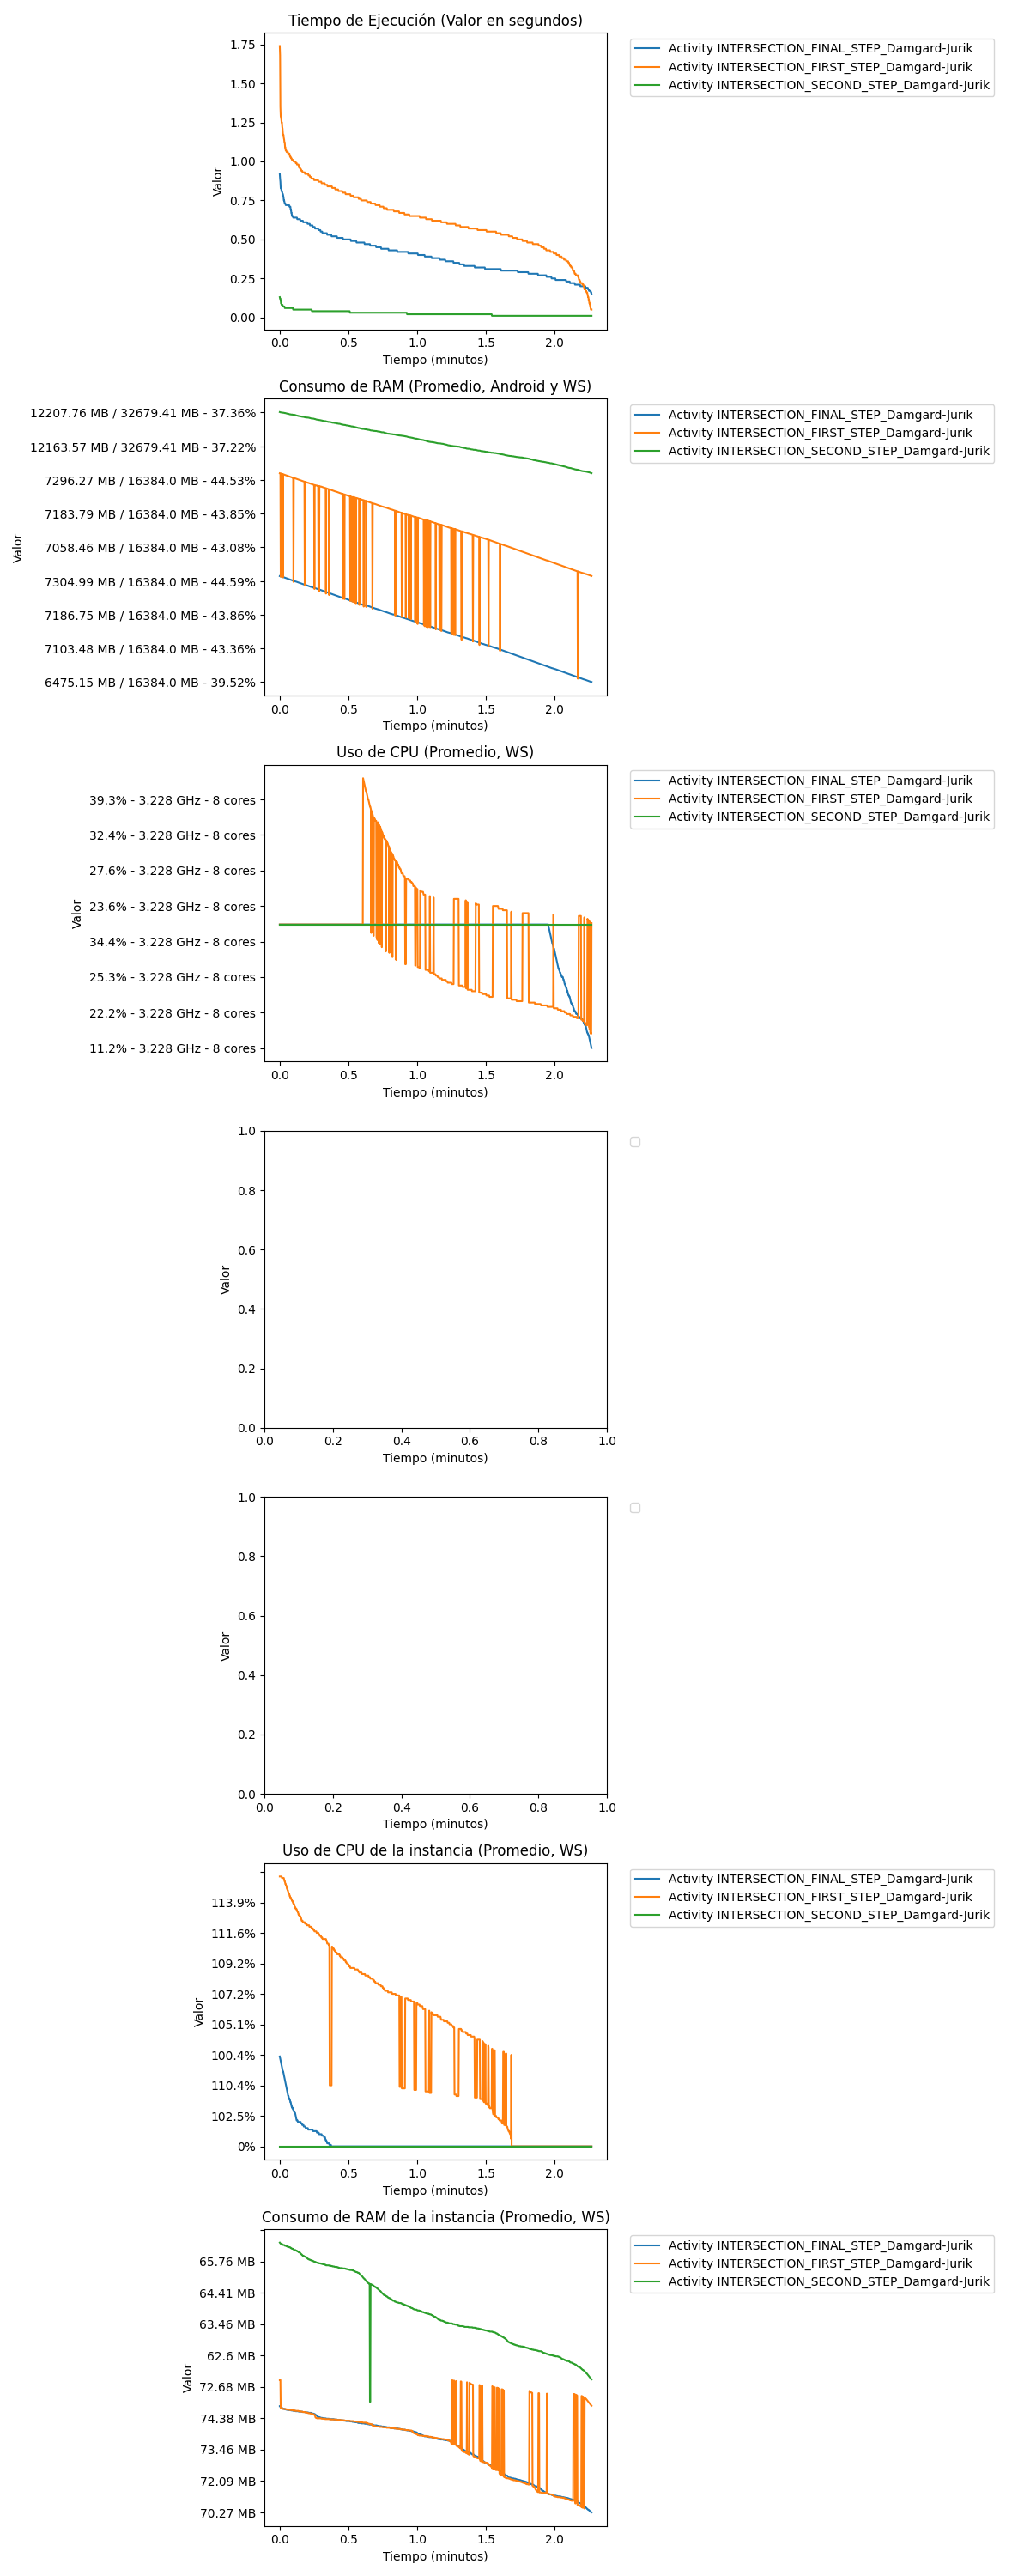 Tiempo de Ejecución (Valor en segundos)
1.75
1.50
1.25
1.00
0.75
0.50
0.25
0.00
Valor
0.0 0.5 1.0 1.5 2.0
Tiempo (minutos)
Activity INTERSECTION_FINAL_STEP_Damgard-Jurik
Activity INTERSECTION_FIRST_STEP_Damgard-Jurik
Activity INTERSECTION_SECOND_STEP_Damgard-Jurik
Consumo de RAM (Promedio, Android y WS)
12207.76 MB / 32679.41 MB - 37.36%
12163.57 MB / 32679.41 MB - 37.22%
7296.27 MB / 16384.0 MB - 44.53%
7183.79 MB / 16384.0 MB - 43.85%
7058.46 MB / 16384.0 MB - 43.08%
7304.99 MB / 16384.0 MB - 44.59%
7186.75 MB / 16384.0 MB - 43.86%
7103.48 MB / 16384.0 MB - 43.36%
6475.15 MB / 16384.0 MB - 39.52%
Valor
0.0 0.5 1.0 1.5 2.0
Tiempo (minutos)
Activity INTERSECTION_FINAL_STEP_Damgard-Jurik
Activity INTERSECTION_FIRST_STEP_Damgard-Jurik
Activity INTERSECTION_SECOND_STEP_Damgard-Jurik
Uso de CPU (Promedio, WS)
39.3% - 3.228 GHz - 8 cores
32.4% - 3.228 GHz - 8 cores
27.6% - 3.228 GHz - 8 cores
23.6% - 3.228 GHz - 8 cores
34.4% - 3.228 GHz - 8 cores
25.3% - 3.228 GHz - 8 cores
22.2% - 3.228 GHz - 8 cores
11.2% - 3.228 GHz - 8 cores
Valor
0.0 0.5 1.0 1.5 2.0
Tiempo (minutos)
Activity INTERSECTION_FINAL_STEP_Damgard-Jurik
Activity INTERSECTION_FIRST_STEP_Damgard-Jurik
Activity INTERSECTION_SECOND_STEP_Damgard-Jurik
1.0
0.8
0.6
0.4
0.2
0.0
Valor
0.0 0.2 0.4 0.6 0.8 1.0
Tiempo (minutos)
1.0
0.8
0.6
0.4
0.2
0.0
Valor
0.0 0.2 0.4 0.6 0.8 1.0
Tiempo (minutos)
Uso de CPU de la instancia (Promedio, WS)
113.9%
111.6%
109.2%
107.2%
105.1%
100.4%
110.4%
102.5%
0%
Valor
0.0 0.5 1.0 1.5 2.0
Tiempo (minutos)
Activity INTERSECTION_FINAL_STEP_Damgard-Jurik
Activity INTERSECTION_FIRST_STEP_Damgard-Jurik
Activity INTERSECTION_SECOND_STEP_Damgard-Jurik
Consumo de RAM de la instancia (Promedio, WS)
65.76 MB
64.41 MB
63.46 MB
62.6 MB
72.68 MB
74.38 MB
73.46 MB
72.09 MB
70.27 MB
Valor
0.0 0.5 1.0 1.5 2.0
Tiempo (minutos)
Activity INTERSECTION_FINAL_STEP_Damgard-Jurik
Activity INTERSECTION_FIRST_STEP_Damgard-Jurik
Activity INTERSECTION_SECOND_STEP_Damgard-Jurik